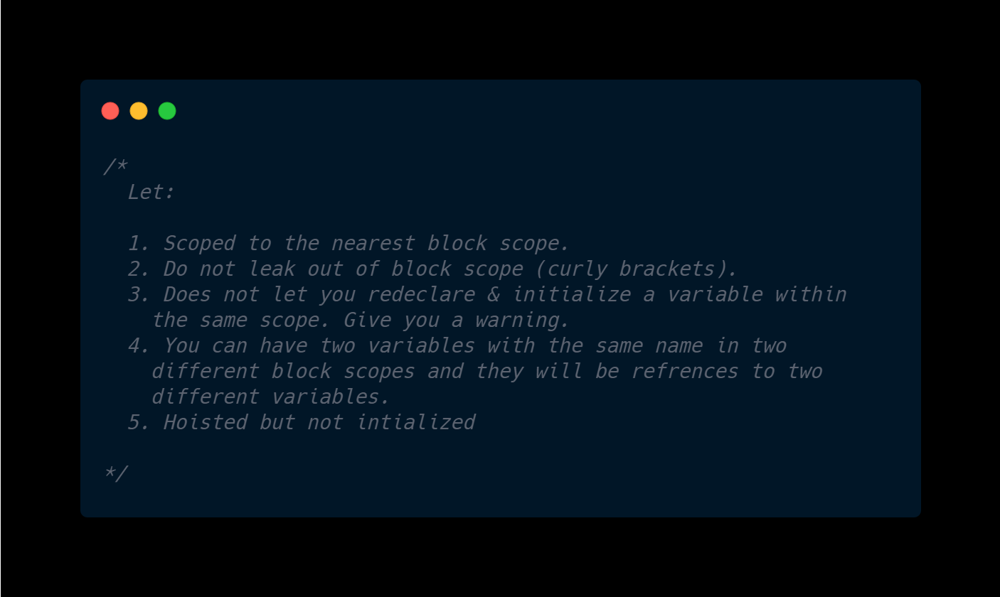 /*
Let:
1. Scoped to the nearest block scope.
2. Do not leak out of block scope (curly brackets).
3. Does not let you redeclare & initialize a variable within
the same scope. Give you a warning.
4. You can have two variables with the same name in two
different block scopes and they will be refrences to two
different variables.
5. Hoisted but not intialized
*/